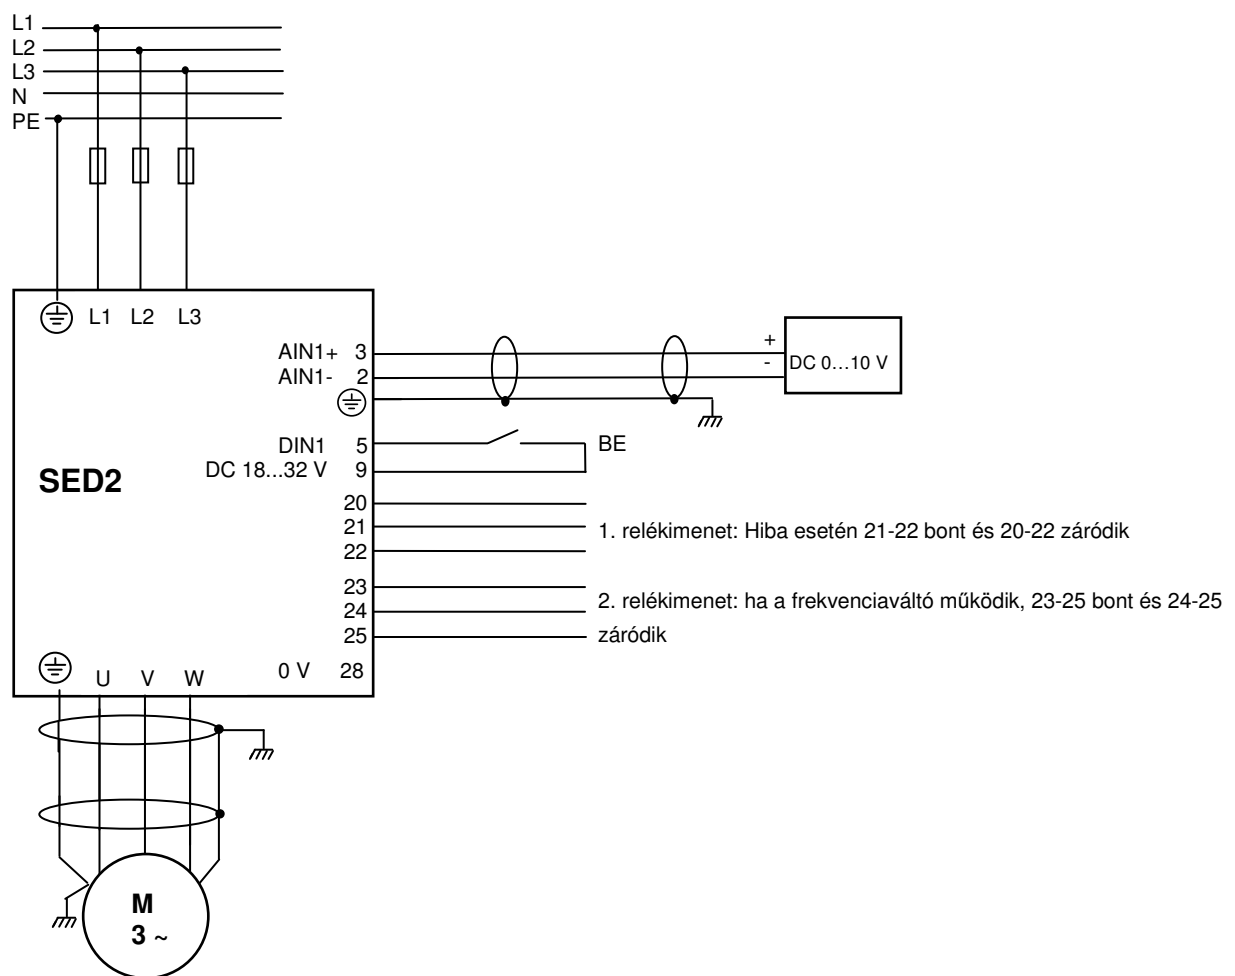 L1
L2
L3
N
PE
L1 L2 L3
AIN1+ 3
AIN1- 2
+
-
DC 0…10 V
DIN1 5
BE
DC 18...32 V 9
SED2
20
21
22
1. relékimenet: Hiba esetén 21-22 bont és 20-22 záródik
23
24
25
2. relékimenet: ha a frekvenciaváltó működik, 23-25 bont és 24-25
záródik
0 V 28
U V W
M
3 ~